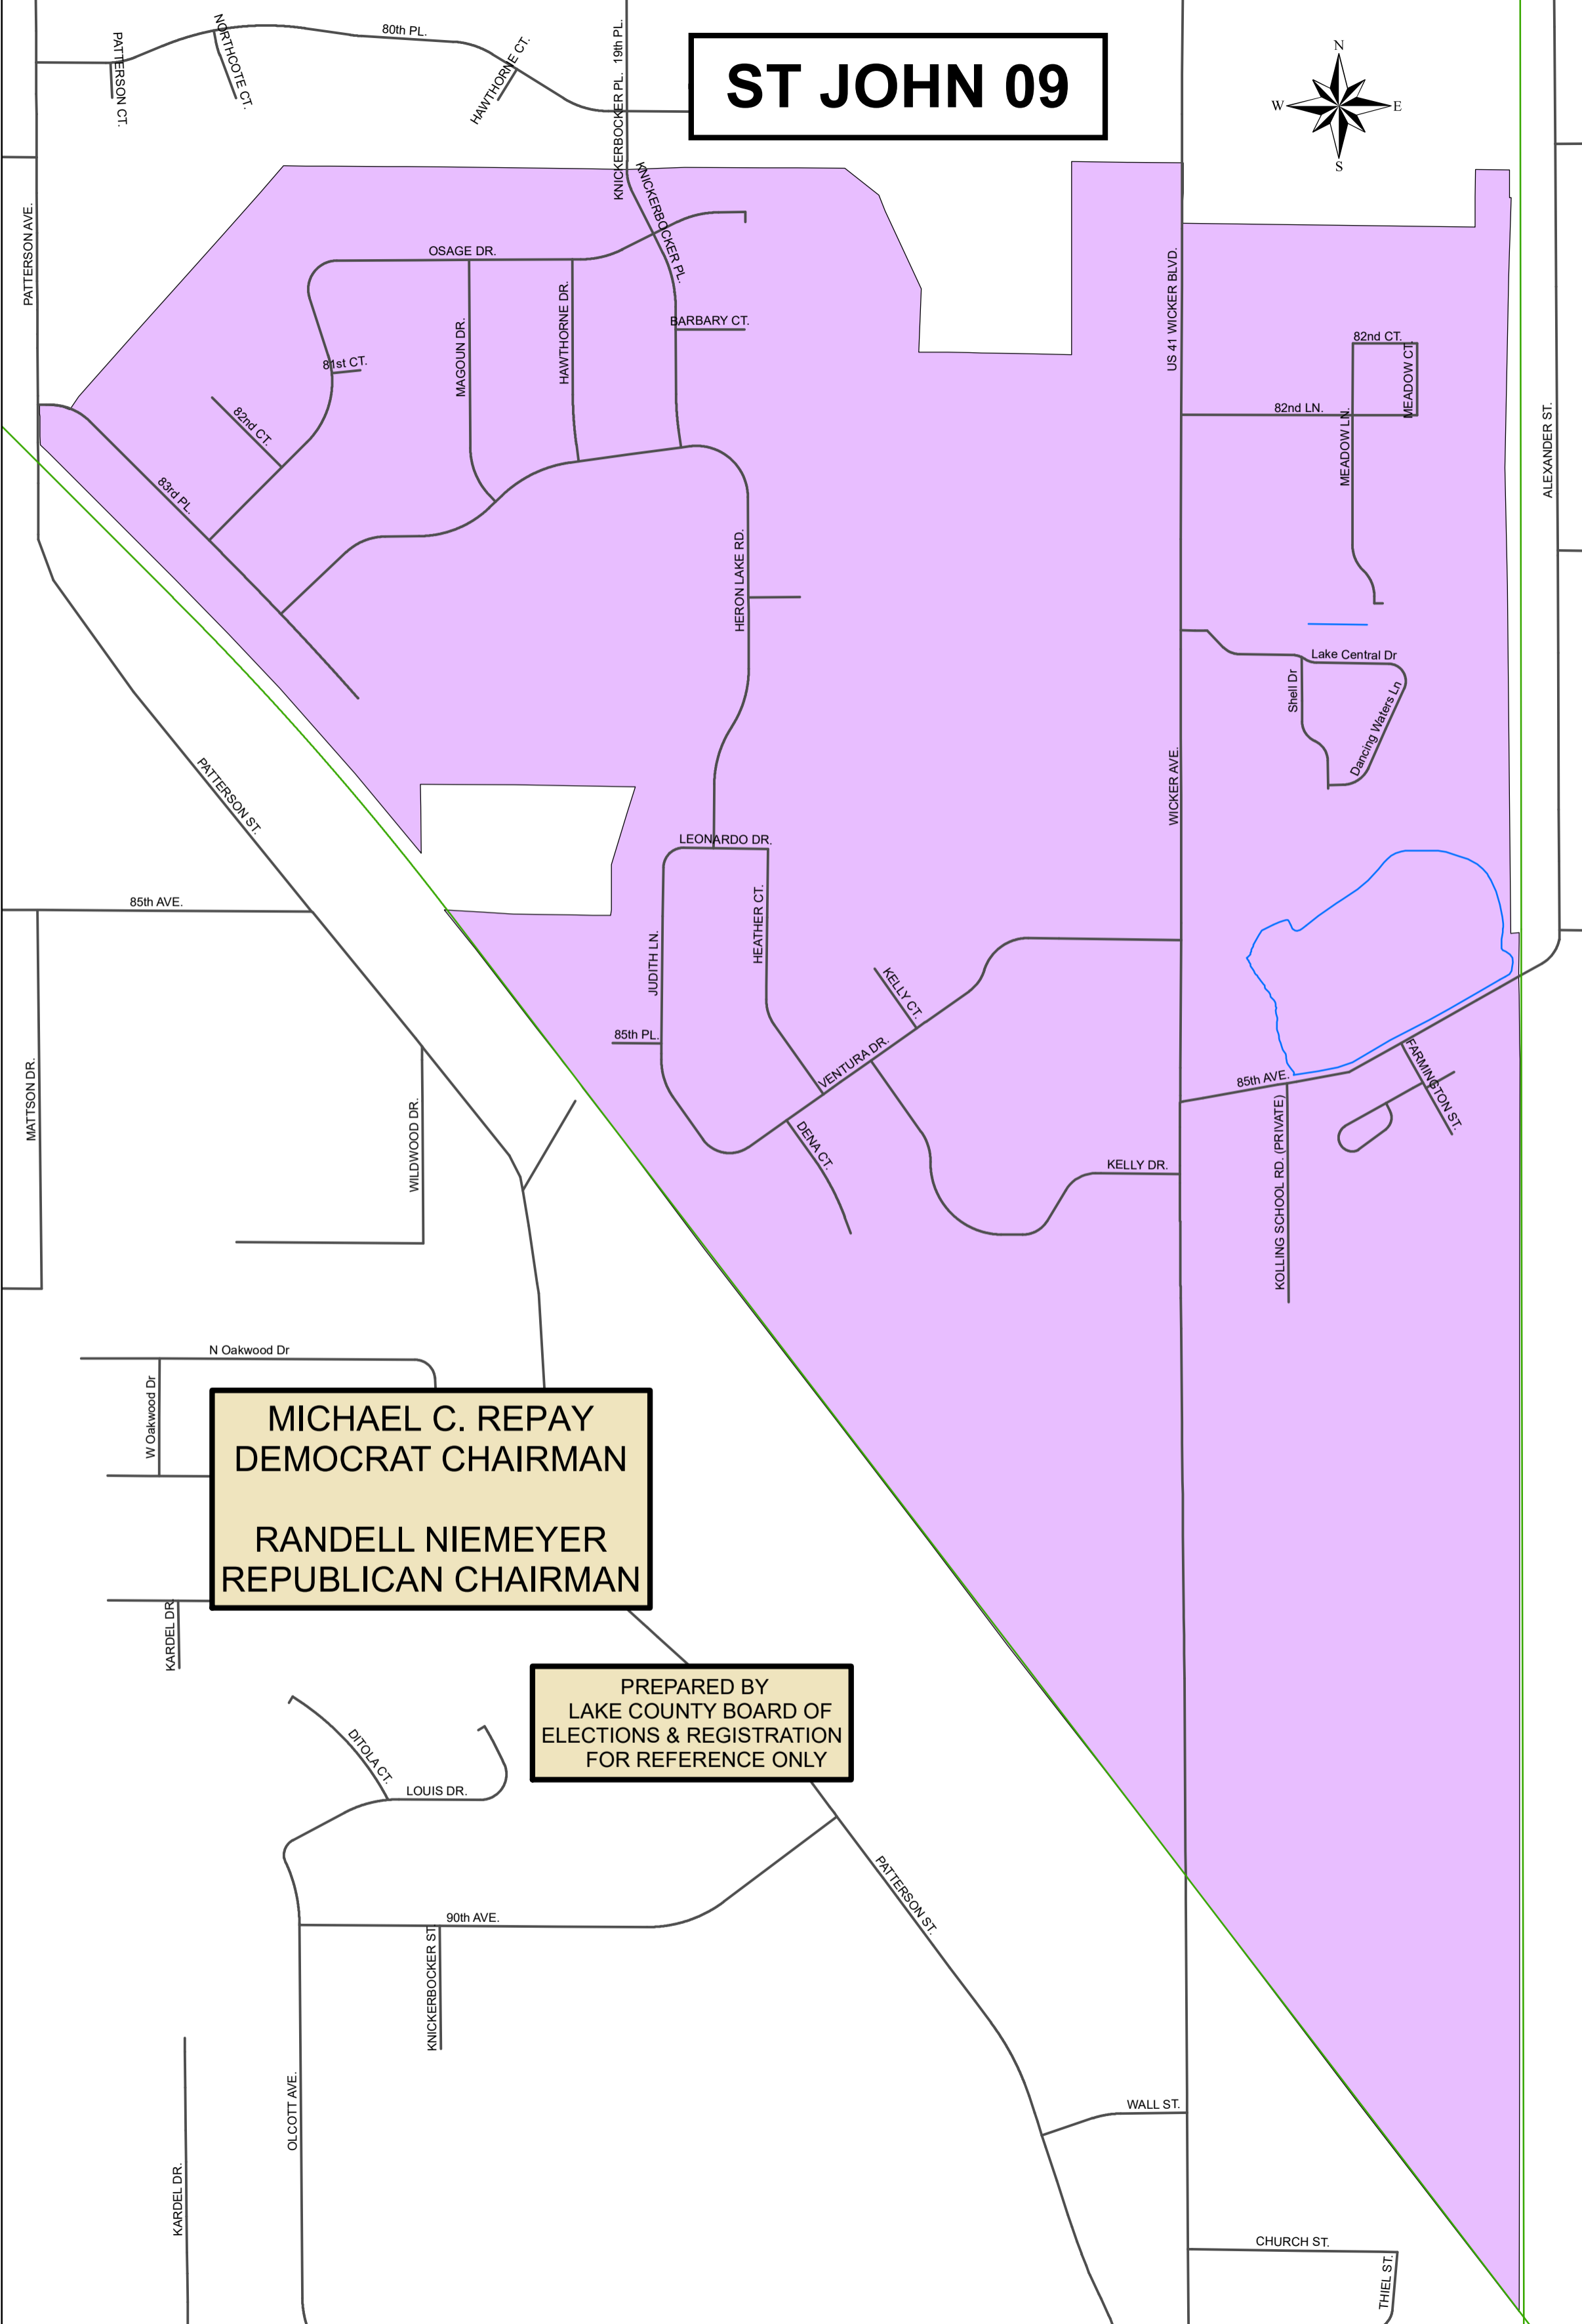 80th PL.
PATTERSON CT.
NORTHCOTE CT.
HAWTHORNE CT.
KNICKERBOCKER PL.
19th PL.
ST JOHN 09
N
W
E
S
PATTERSON AVE.
KNICKERBOCKER PL.
OSAGE DR.
US 41 WICKER BLVD.
MAGOUN DR.
HAWTHORNE DR.
BARBARY CT.
81st CT.
82nd CT.
82nd CT.
MEADOW CT.
82nd LN.
MEADOW LN.
ALEXANDER ST.
83rd PL.
HERON LAKE RD.
Lake Central Dr
Shell Dr
Dancing Waters Ln
WICKER AVE.
PATTERSON ST.
LEONARDO DR.
85th AVE.
HEATHER CT.
JUDITH LN.
KELLY CT.
85th PL.
VENTURA DR.
85th AVE.
FARMINGTON ST.
MATTSON DR.
WILDWOOD DR.
DENA CT.
KELLY DR.
KOLLING SCHOOL RD. (PRIVATE)
N Oakwood Dr
W Oakwood Dr
MICHAEL C. REPAY
DEMOCRAT CHAIRMAN
RANDELL NIEMEYER
REPUBLICAN CHAIRMAN
KARDEL DR.
PREPARED BY
LAKE COUNTY BOARD OF
ELECTIONS & REGISTRATION
FOR REFERENCE ONLY
DITOLA CT.
LOUIS DR.
PATTERSON ST.
90th AVE.
KNICKERBOCKER ST.
OLCOTT AVE.
WALL ST.
KARDEL DR.
CHURCH ST.
THIEL ST.